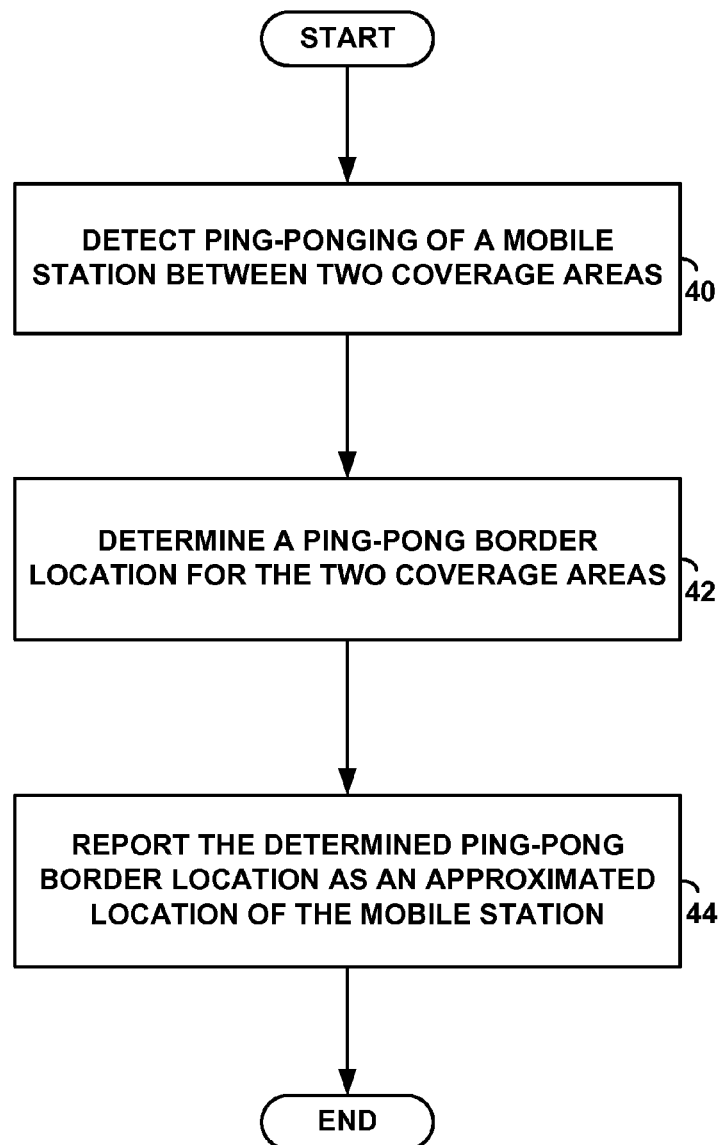 START
DETECT PING-PONGING OF A MOBILE
STATION BETWEEN TWO COVERAGE AREAS
40
DETERMINE A PING-PONG BORDER
LOCATION FOR THE TWO COVERAGE AREAS
42
REPORT THE DETERMINED PING-PONG
BORDER LOCATION AS AN APPROXIMATED
LOCATION OF THE MOBILE STATION
44
END